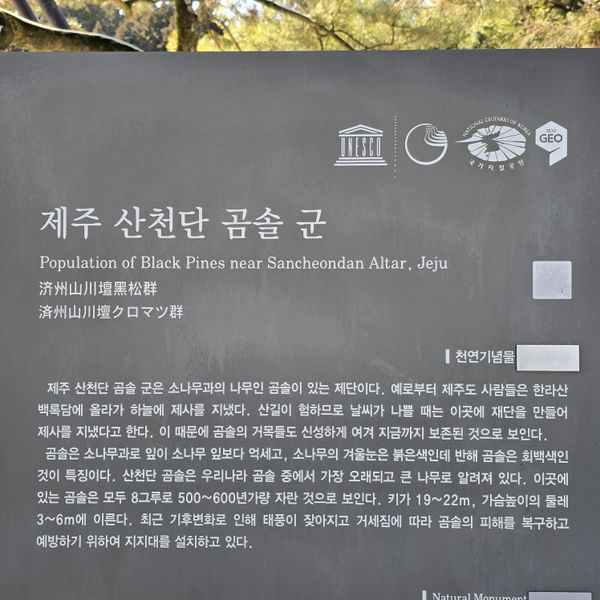 UNESCO
NATIONAL GEOPARKS OF KOREA
국가지질공원
GEO
제주 산천단 곰솔 군
Population of Black Pines near Sancheondan Altar, Jeju
济州山川壇黑松群
済州山川壇クロマツ群
천연기념물
제주 산천단 곰솔 군은 소나무과의 나무인 곰솔이 있는 제단이다. 예로부터 제주도 사람들은 한라산
백록담에 올라가 하늘에 제사를 지냈다. 산길이 험하므로 날씨가 나쁠 때는 이곳에 재단을 만들어
제사를 지냈다고 한다. 이 때문에 곰솔의 거목들도 신성하게 여겨 지금까지 보존된 것으로 보인다.
곰솔은 소나무과로 잎이 소나무 잎보다 억세고, 소나무의 겨울눈은 붉은색인데 반해 곰솔은 회백색인
것이 특징이다. 산천단 곰솔은 우리나라 곰솔 중에서 가장 오래되고 큰 나무로 알려져 있다. 이곳에
있는 곰솔은 모두 8그루로 500~600년가량 자란 것으로 보인다. 키가 19~22m, 가슴높이의 둘레
3~6m에 이른다. 최근 기후변화로 인해 태풍이 잦아지고 거세짐에 따라 곰솔의 피해를 복구하고
예방하기 위하여 지지대를 설치하고 있다.
Natural Monument